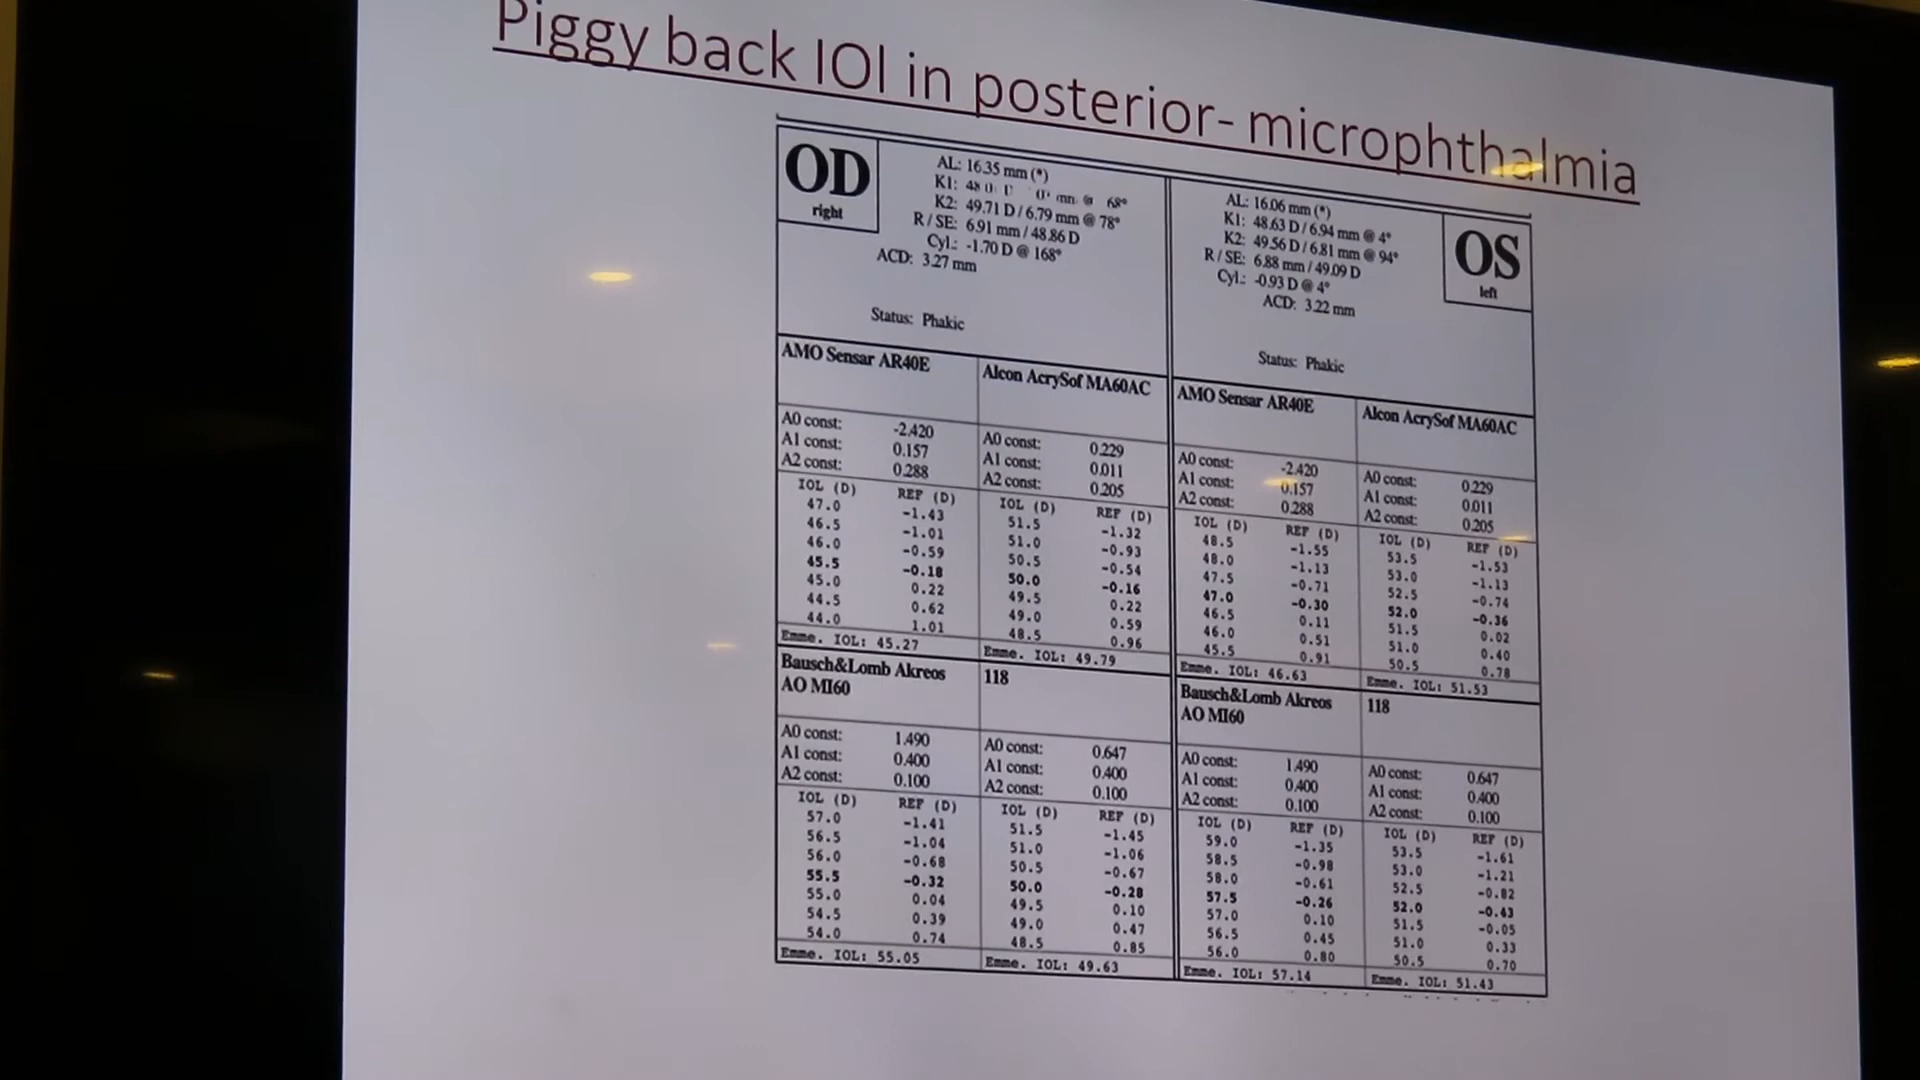 Piggy back IOl in posterior- microphthalmia
OD
right
AL: 16.35 mm (*)
K1:
68°
K2: 49.71 D / 6.79 mm @ 78°
R / SE: 6.91 mm / 48.86 D
Cyl.: -1.70 D @ 168°
ACD: 3.27 mm
Status: Phakic
AL: 16.06 mm (*)
K1: 48.63 D / 6.94 mm @ 4°
K2: 49.56 D / 6.81 mm @ 94°
R / SE: 6.88 mm / 49.09 D
Cyl.: -0.93 D @ 4°
ACD: 3.22 mm
Status: Phakic
OS
left
AMO Sensar AR40E
A0 const: -2.420
A1 const: 0.157
A2 const: 0.288
IOL (D) REF (D)
47.0 -1.43
46.5 -1.01
46.0 -0.59
45.5 -0.18
45.0 0.22
44.5 0.62
44.0 1.01
Emme. IOL: 45.27
Alcon AcrySof MA60AC
A0 const: 0.229
A1 const: 0.011
A2 const: 0.205
IOL (D) REF (D)
51.5 -1.32
51.0 -0.93
50.5 -0.54
50.0 -0.16
49.5 0.22
49.0 0.59
48.5 0.96
Emme. IOL: 49.79
AMO Sensar AR40E
A0 const: -2.420
A1 const: 0.157
A2 const: 0.288
IOL (D) REF (D)
48.5 -1.55
48.0 -1.13
47.5 -0.71
47.0 -0.30
46.5 0.11
46.0 0.51
45.5 0.91
Emme. IOL: 46.63
Alcon AcrySof MA60AC
A0 const: 0.229
A1 const: 0.011
A2 const: 0.205
IOL (D) REF (D)
53.5 -1.53
53.0 -1.13
52.5 -0.74
52.0 -0.36
51.5 0.02
51.0 0.40
50.5 0.78
Emme. IOL: 51.53
Bausch&Lomb Akreos
AO MI60
A0 const: 1.490
A1 const: 0.400
A2 const: 0.100
IOL (D) REF (D)
57.0 -1.41
56.5 -1.04
56.0 -0.68
55.5 -0.32
55.0 0.04
54.5 0.39
54.0 0.74
Emme. IOL: 55.05
118
A0 const: 0.647
A1 const: 0.400
A2 const: 0.100
IOL (D) REF (D)
51.5 -1.45
51.0 -1.06
50.5 -0.67
50.0 -0.28
49.5 0.10
49.0 0.47
48.5 0.85
Emme. IOL: 49.63
Bausch&Lomb Akreos
AO MI60
A0 const: 1.490
A1 const: 0.400
A2 const: 0.100
IOL (D) REF (D)
59.0 -1.35
58.5 -0.98
58.0 -0.61
57.5 -0.26
57.0 0.10
56.5 0.45
56.0 0.80
Emme. IOL: 57.14
118
A0 const: 0.647
A1 const: 0.400
A2 const: 0.100
IOL (D) REF (D)
53.5 -1.61
53.0 -1.21
52.5 -0.82
52.0 -0.43
51.5 -0.05
51.0 0.33
50.5 0.70
Emme. IOL: 51.43